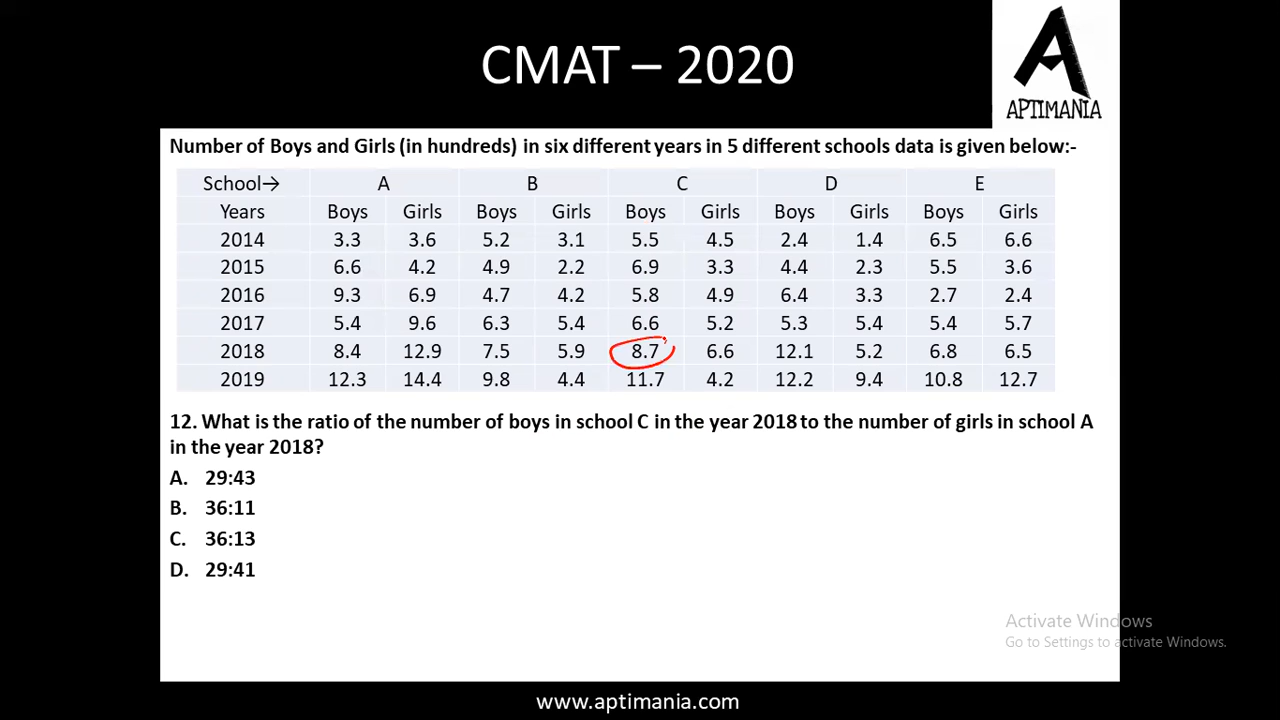 CMAT – 2020
APTIMANIA
Number of Boys and Girls (in hundreds) in six different years in 5 different schools data is given below:-
School→ A B C D E
Years Boys Girls Boys Girls Boys Girls Boys Girls Boys Girls
2014 3.3 3.6 5.2 3.1 5.5 4.5 2.4 1.4 6.5 6.6
2015 6.6 4.2 4.9 2.2 6.9 3.3 4.4 2.3 5.5 3.6
2016 9.3 6.9 4.7 4.2 5.8 4.9 6.4 3.3 2.7 2.4
2017 5.4 9.6 6.3 5.4 6.6 5.2 5.3 5.4 5.4 5.7
2018 8.4 12.9 7.5 5.9 8.7 6.6 12.1 5.2 6.8 6.5
2019 12.3 14.4 9.8 4.4 11.7 4.2 12.2 9.4 10.8 12.7
12. What is the ratio of the number of boys in school C in the year 2018 to the number of girls in school A
in the year 2018?
A. 29:43
B. 36:11
C. 36:13
D. 29:41
Activate Windows
Go to Settings to activate Windows.
www.aptimania.com